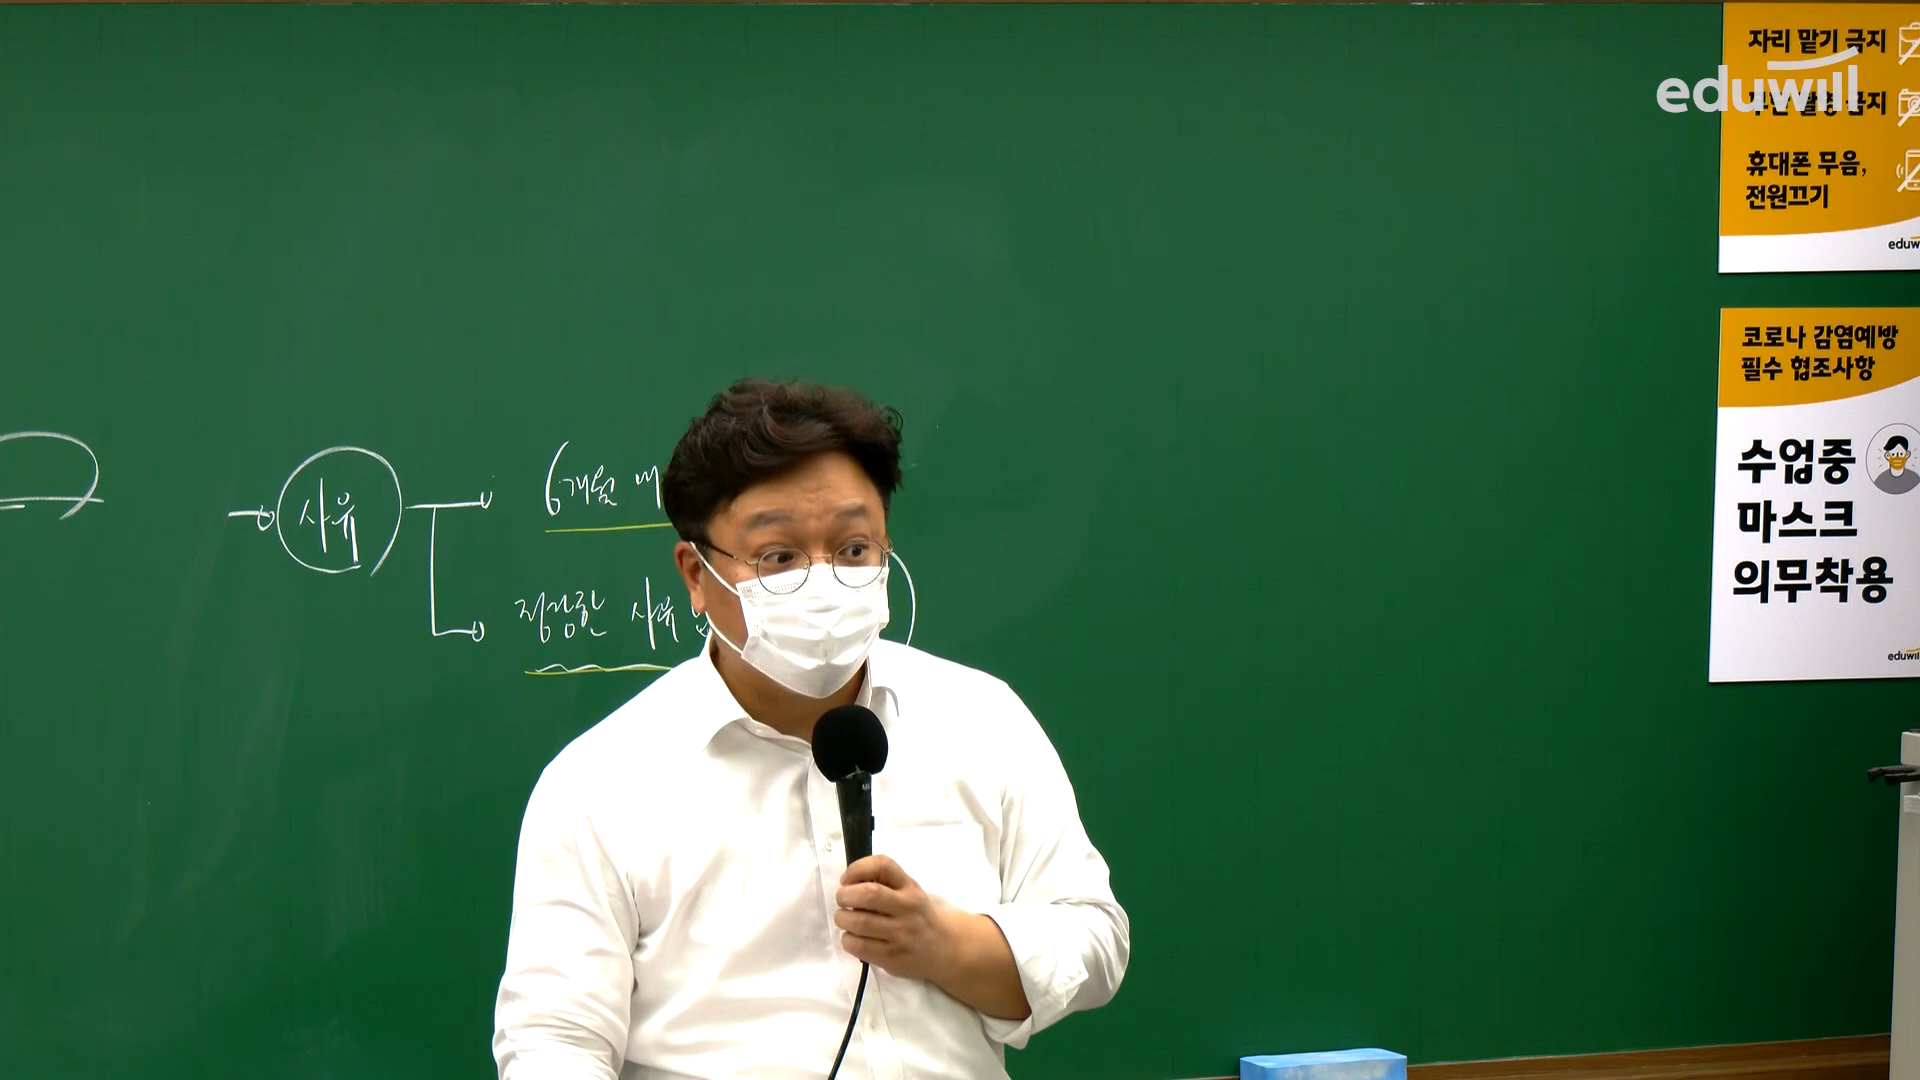 사유
6개월
정당한 사유
자리 맡기 금지
금지
휴대폰 무음,
전원끄기
eduwill
코로나 감염예방
필수 협조사항
수업중
마스크
의무착용
eduwill